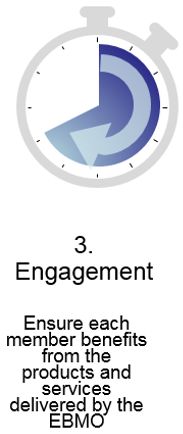 3.
Engagement
Ensure each
member benefits
from the
products and
services
delivered by the
EBMO